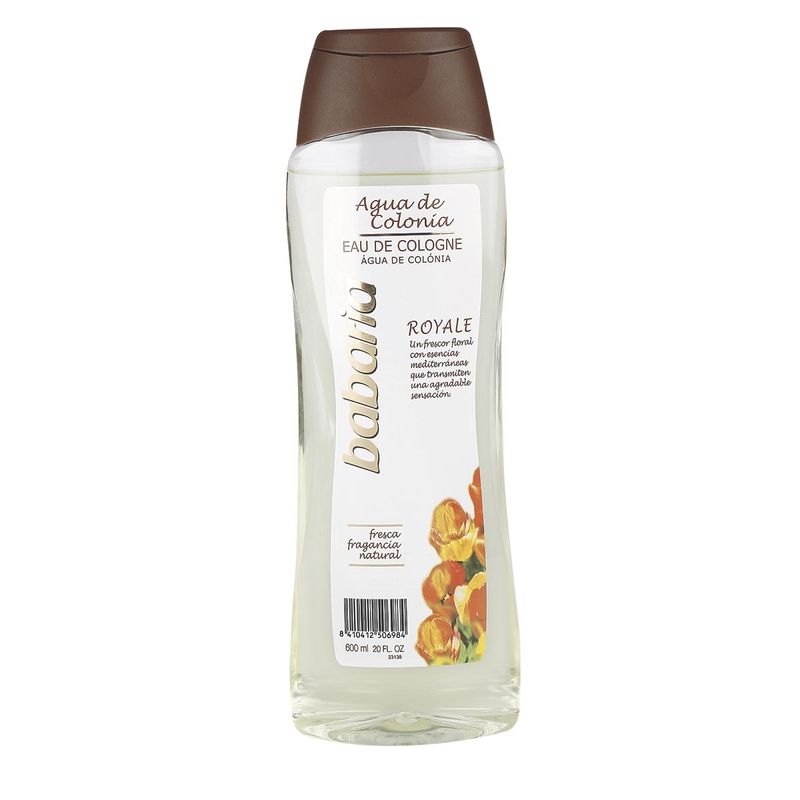 Agua de
Colonia
EAU DE COLOGNE
ÁGUA DE COLÓNIA
babaria
ROYALE
Un frescor floral
con esencias
mediterráneas
que transmiten
una agradable
sensación.
fresca
fragancia
natural
8 410412 506984
600 ml 20 FL. OZ
23138